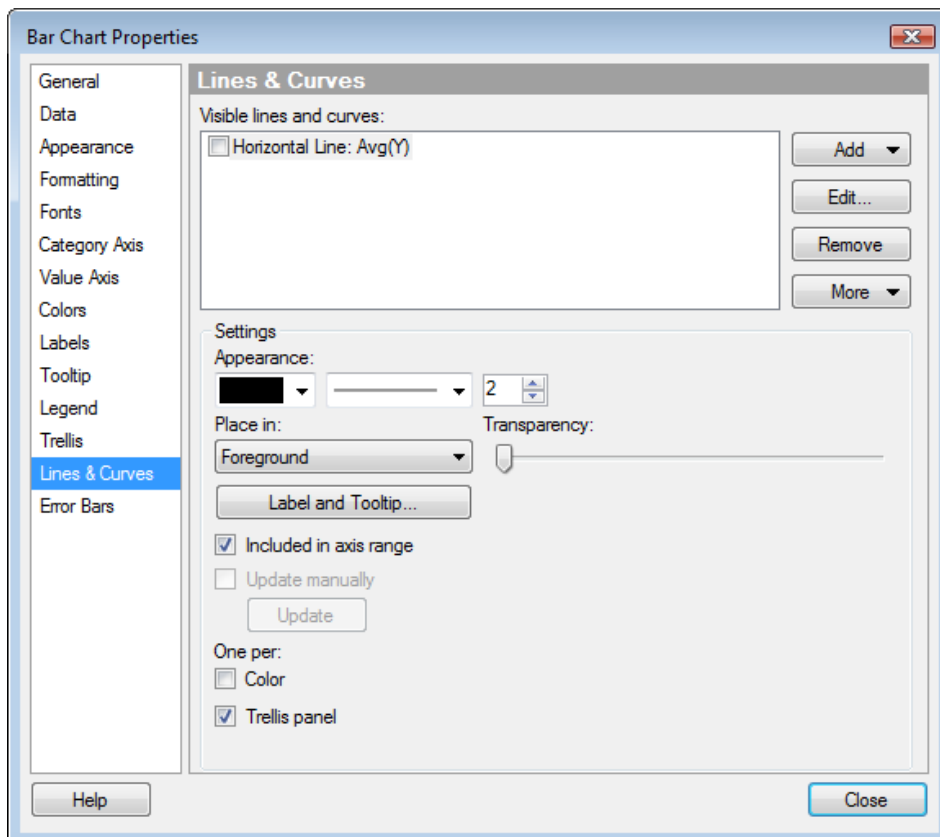 Bar Chart Properties
General
Data
Appearance
Formatting
Fonts
Category Axis
Value Axis
Colors
Labels
Tooltip
Legend
Trellis
Lines & Curves
Error Bars
Lines & Curves
Visible lines and curves:
Horizontal Line: Avg(Y)
Add
Edit...
Remove
More
Settings
Appearance:
2
Place in:
Transparency:
Foreground
Label and Tooltip...
Included in axis range
Update manually
Update
One per:
Color
Trellis panel
Help
Close